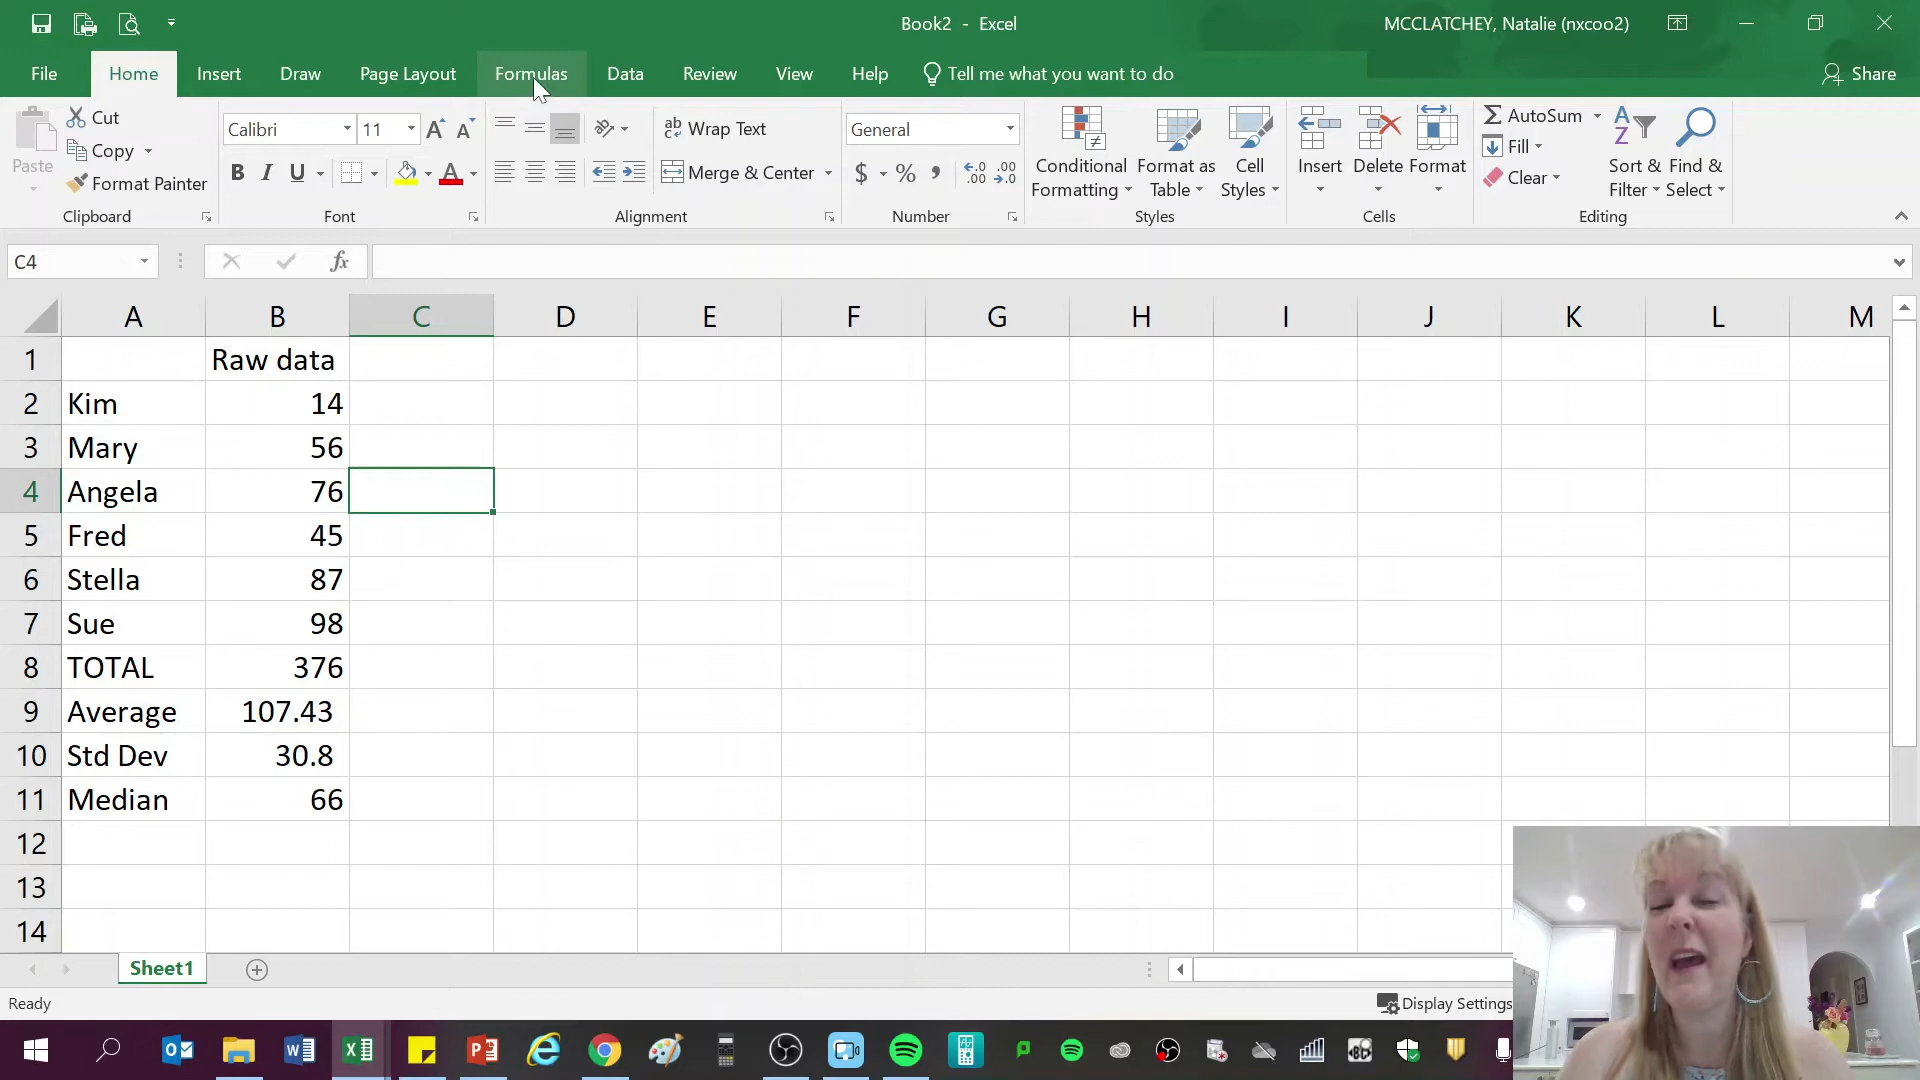 Book2 - Excel
MCCLATCHEY, Natalie (nxcoo2)
File Home Insert Draw Page Layout Formulas Data Review View Help Tell me what you want to do Share
Paste
Cut
Copy
Format Painter
Clipboard
Calibri 11
B I U
Font
Wrap Text
Merge & Center
Alignment
General
$ % ,
Number
Conditional Formatting
Format as Table
Cell Styles
Styles
Insert Delete Format
Cells
AutoSum
Fill
Clear
Sort & Filter
Find & Select
Editing
C4 fx
A B C D E F G H I J K L M
1 Raw data
2 Kim 14
3 Mary 56
4 Angela 76
5 Fred 45
6 Stella 87
7 Sue 98
8 TOTAL 376
9 Average 107.43
10 Std Dev 30.8
11 Median 66
12
13
14
Sheet1
Ready
Display Settings